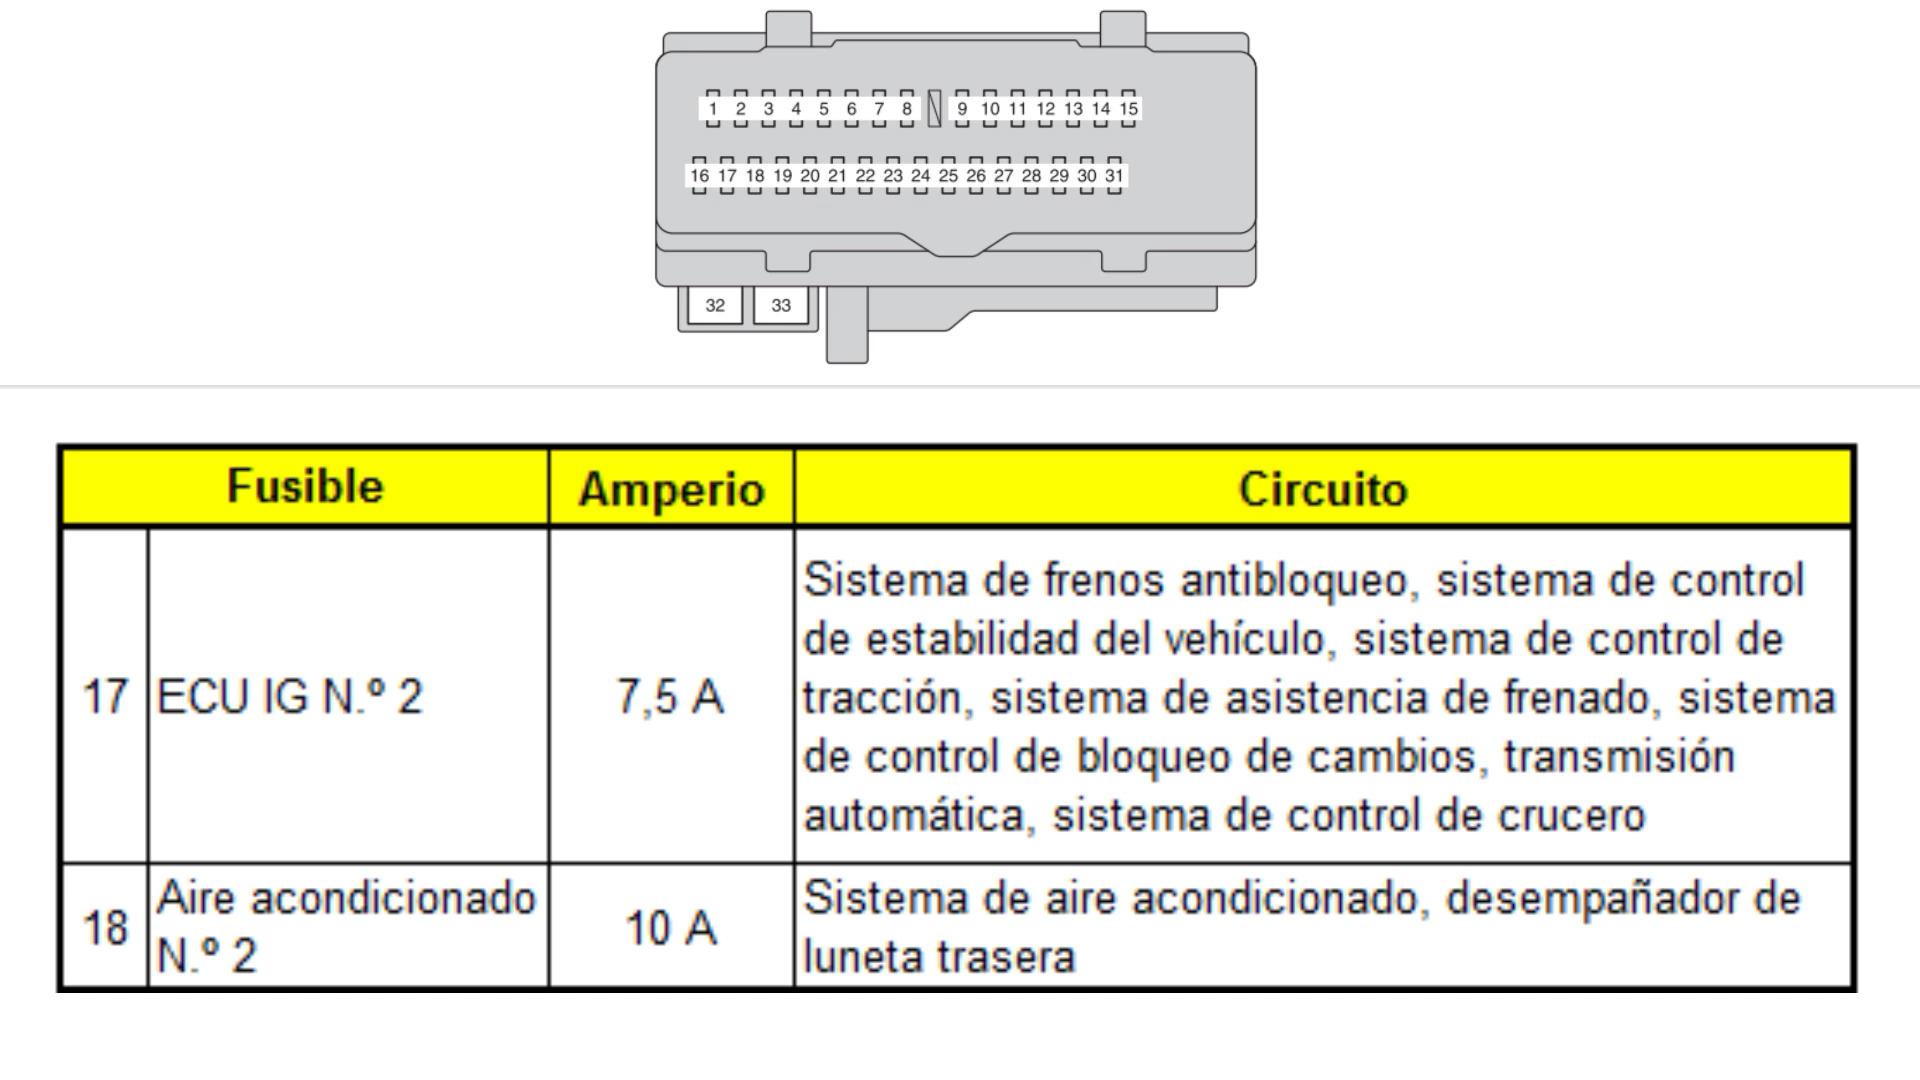 1 2 3 4 5 6 7 8 9 10 11 12 13 14 15
16 17 18 19 20 21 22 23 24 25 26 27 28 29 30 31
32 33
Fusible Amperio Circuito
17 ECU IG N.º 2 7,5 A
Sistema de frenos antibloqueo, sistema de control
de estabilidad del vehículo, sistema de control de
tracción, sistema de asistencia de frenado, sistema
de control de bloqueo de cambios, transmisión
automática, sistema de control de crucero
18
Aire acondicionado
N.º 2
10 A
Sistema de aire acondicionado, desempañador de
luneta trasera